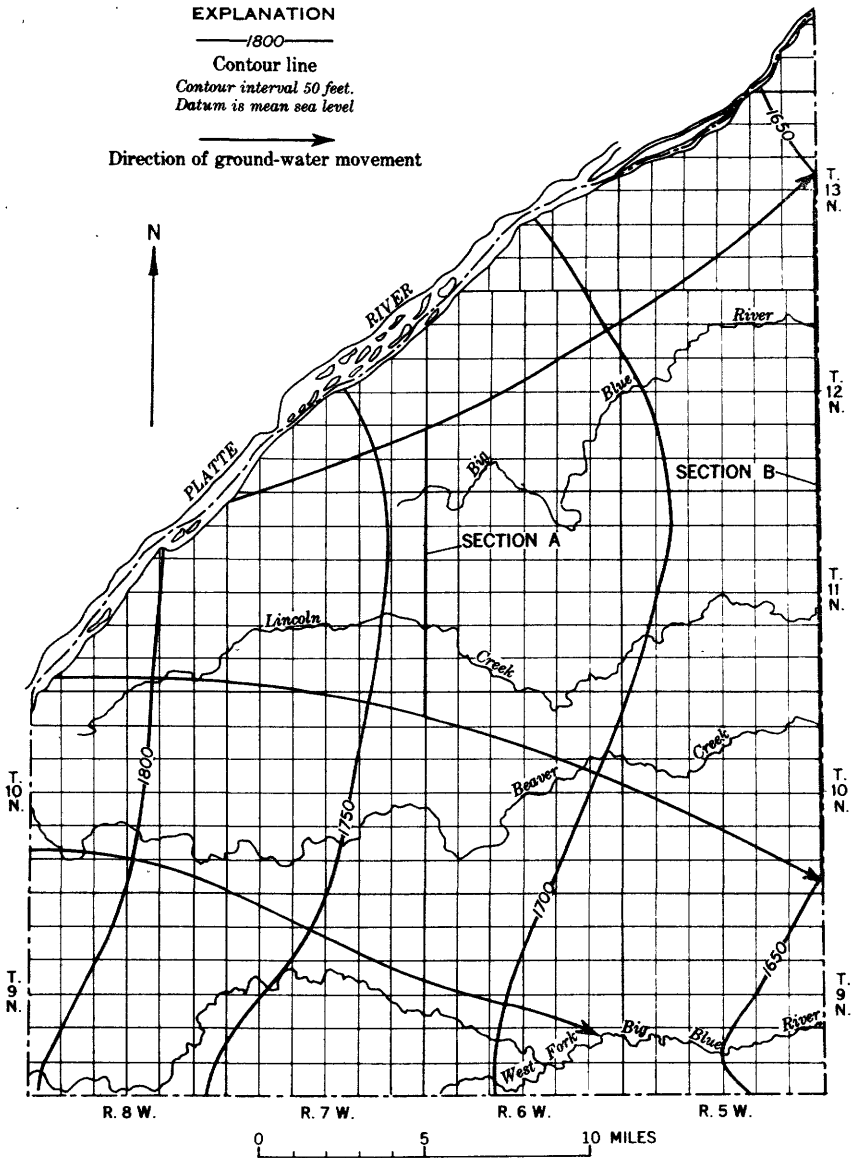 EXPLANATION
1800
Contour line
Contour interval 50 feet.
Datum is mean sea level
Direction of ground-water movement
N
1650
T.
13
N.
RIVER
PLATTE
River
Blue
Big
T.
12
N.
SECTION B
SECTION A
T.
11
N.
Lincoln
Creek
Creek
Beaver
1800
1750
1700
1650
T.
10
N.
T.
10
N.
T.
9
N.
T.
9
N.
West Fork Big Blue River
R. 8 W. R. 7 W. R. 6 W. R. 5 W.
0 5 10 MILES